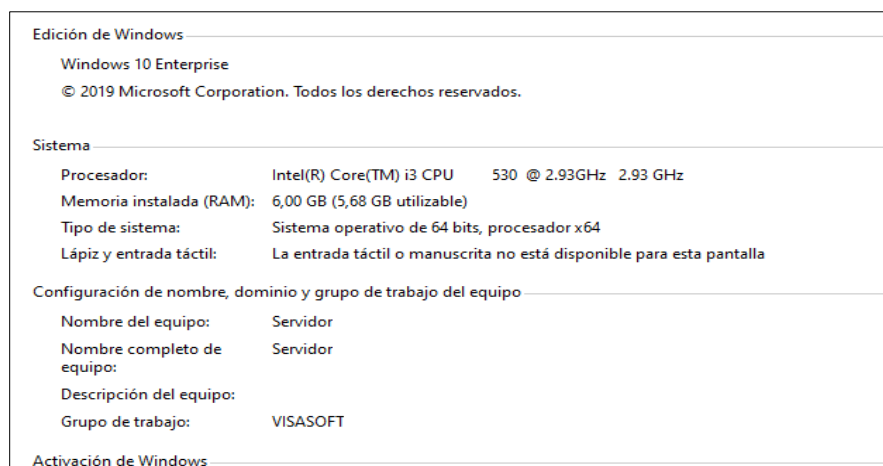 Edición de Windows
Windows 10 Enterprise
© 2019 Microsoft Corporation. Todos los derechos reservados.
Sistema
Procesador: Intel(R) Core(TM) i3 CPU 530 @ 2.93GHz 2.93 GHz
Memoria instalada (RAM): 6,00 GB (5,68 GB utilizable)
Tipo de sistema: Sistema operativo de 64 bits, procesador x64
Lápiz y entrada táctil: La entrada táctil o manuscrita no está disponible para esta pantalla
Configuración de nombre, dominio y grupo de trabajo del equipo
Nombre del equipo: Servidor
Nombre completo de Servidor
equipo:
Descripción del equipo:
Grupo de trabajo: VISASOFT
Activación de Windows